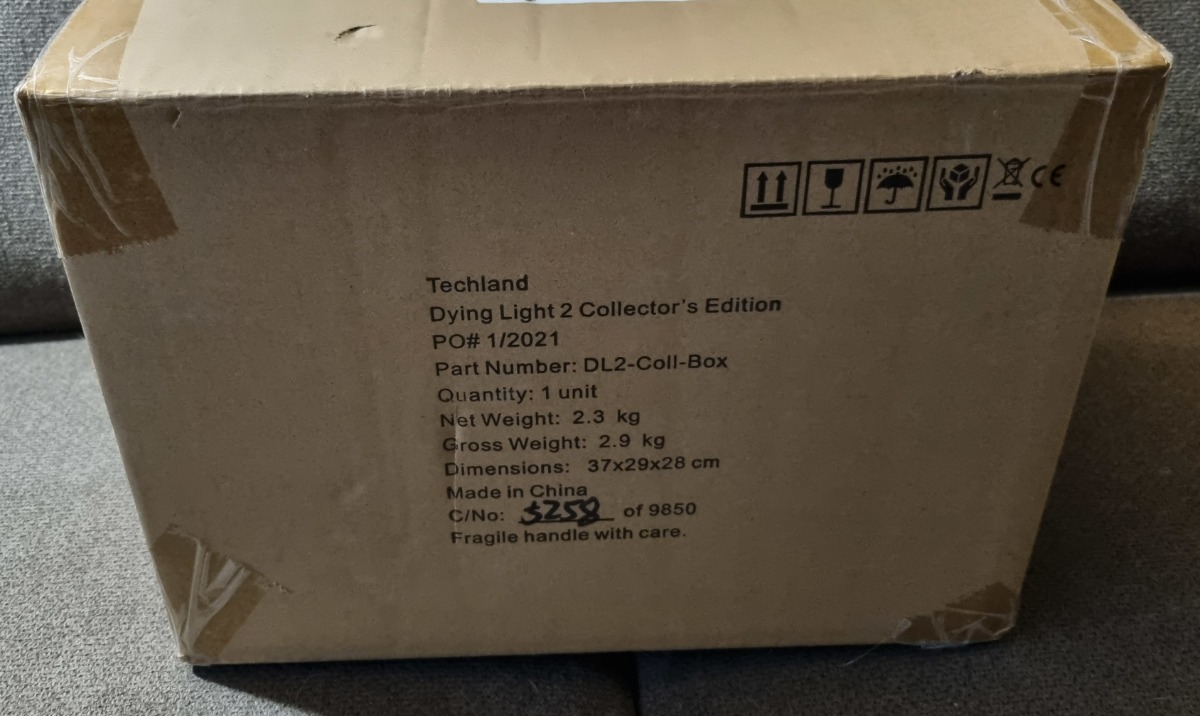 CE
Techland
Dying Light 2 Collector's Edition
PO# 1/2021
Part Number: DL2-Coll-Box
Quantity: 1 unit
Net Weight: 2.3 kg
Gross Weight: 2.9 kg
Dimensions: 37x29x28 cm
Made in China
C/No: 5258 of 9850
Fragile handle with care.